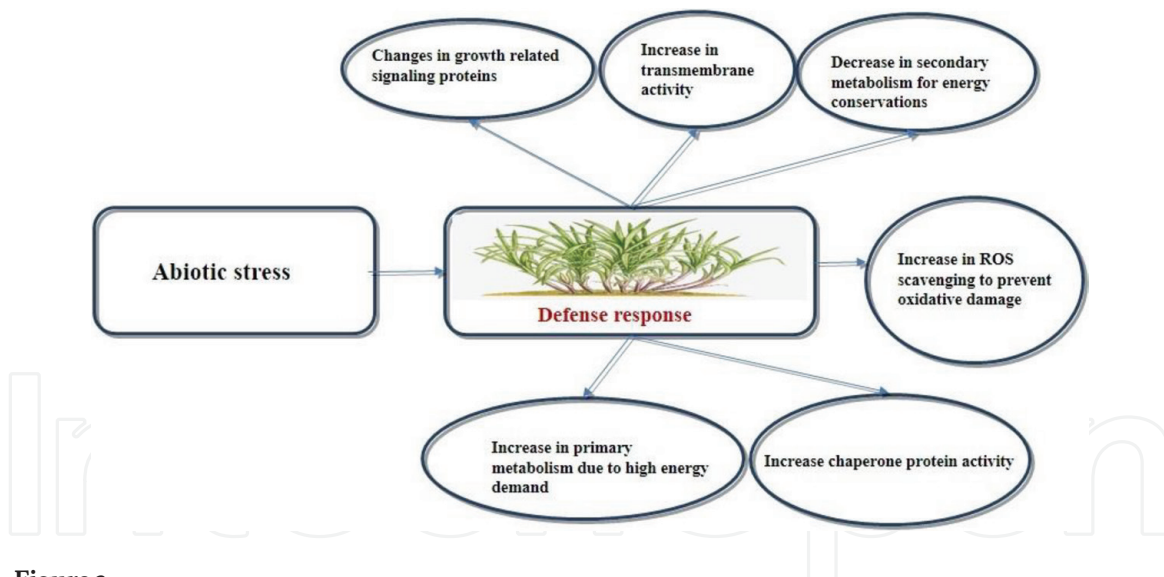 Changes in growth related
signaling proteins
Increase in
transmembrane
activity
Decrease in secondary
metabolism for energy
conservations
Abiotic stress
Defense response
Increase in ROS
scavenging to prevent
oxidative damage
Increase in primary
metabolism due to high energy
demand
Increase chaperone protein activity